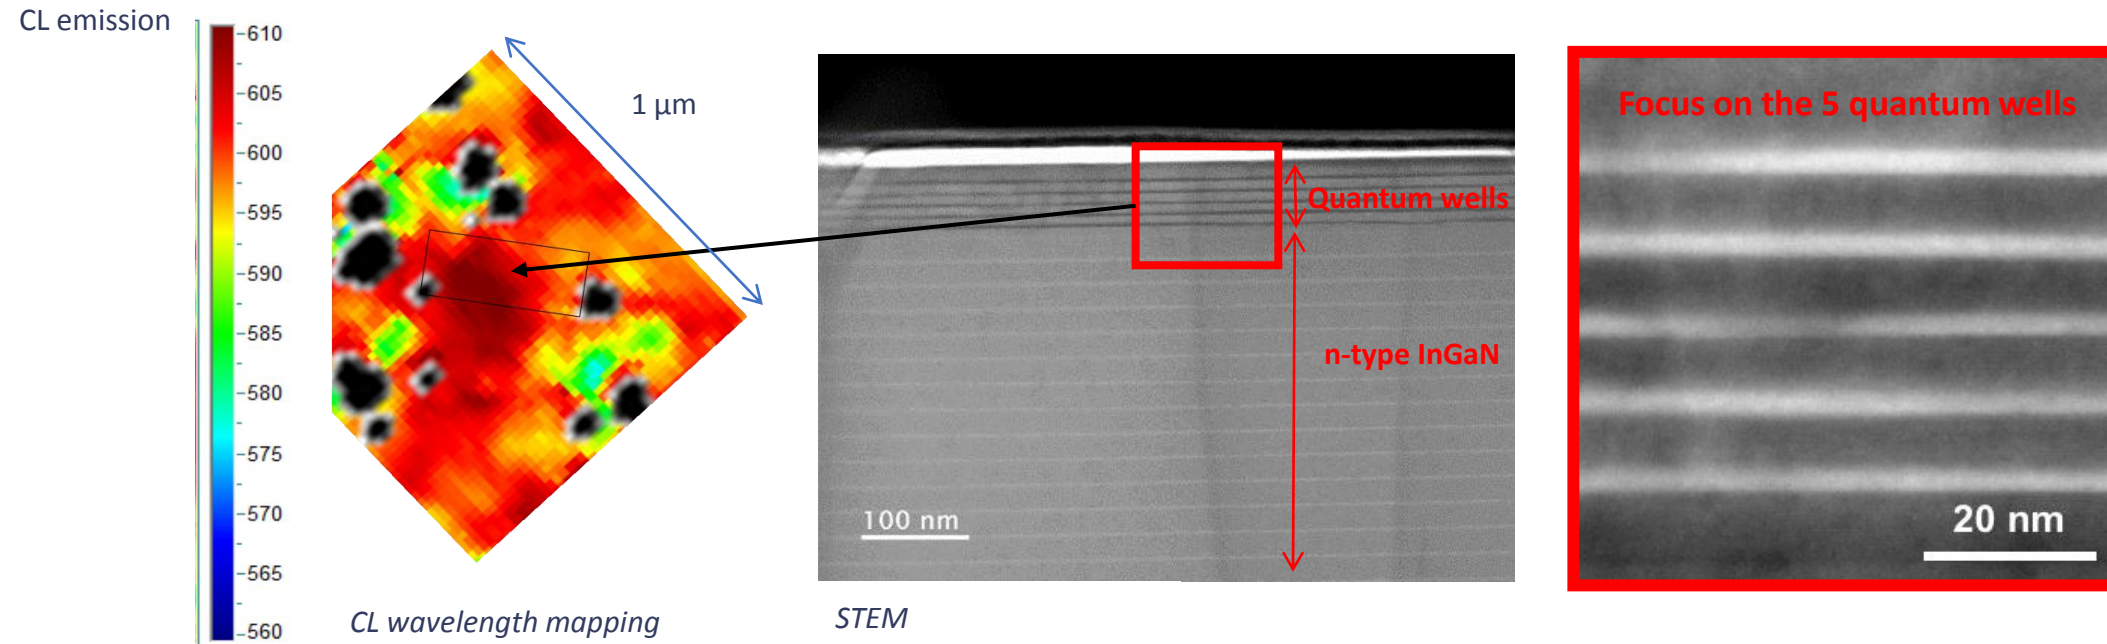 CL emission
610
605
600
595
590
585
580
575
570
565
560
1 µm
CL wavelength mapping
Quantum wells
n-type InGaN
100 nm
STEM
Focus on the 5 quantum wells
20 nm